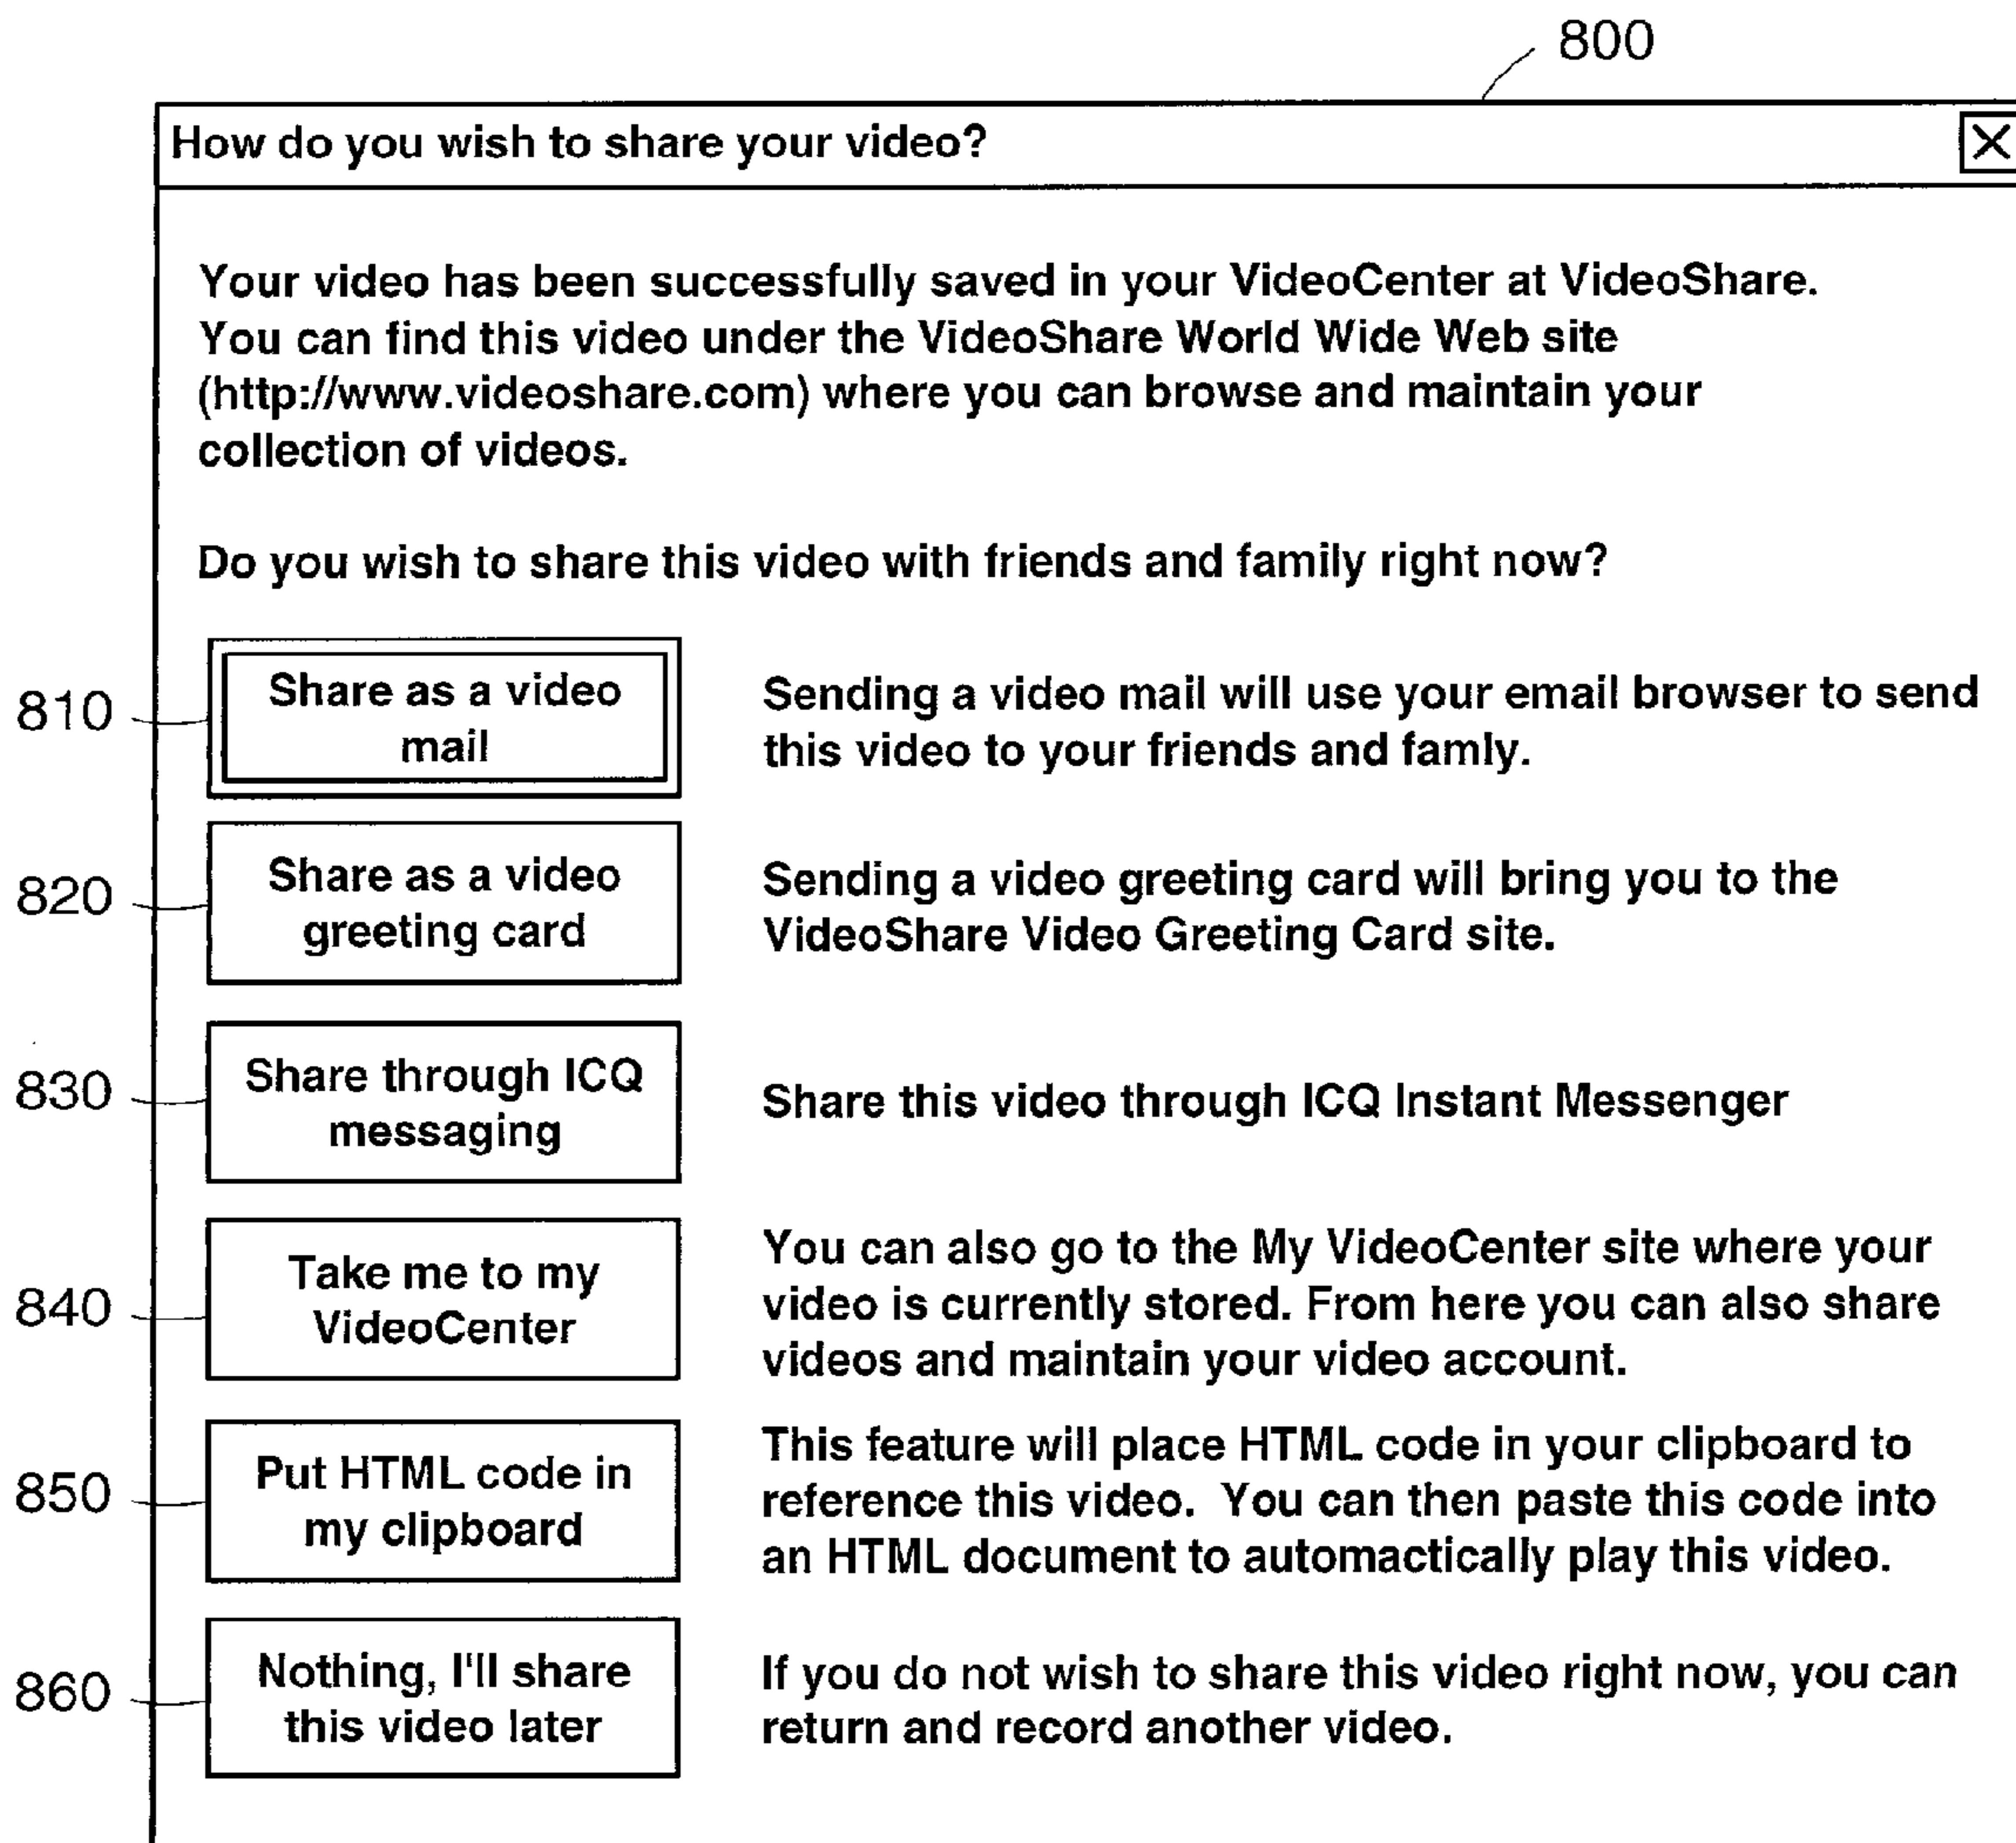 800
How do you wish to share your video?
Your video has been successfully saved in your VideoCenter at VideoShare.
You can find this video under the VideoShare World Wide Web site
(http://www.videoshare.com) where you can browse and maintain your
collection of videos.
Do you wish to share this video with friends and family right now?
810
Share as a video
mail
Sending a video mail will use your email browser to send
this video to your friends and famly.
820
Share as a video
greeting card
Sending a video greeting card will bring you to the
VideoShare Video Greeting Card site.
830
Share through ICQ
messaging
Share this video through ICQ Instant Messenger
840
Take me to my
VideoCenter
You can also go to the My VideoCenter site where your
video is currently stored. From here you can also share
videos and maintain your video account.
850
Put HTML code in
my clipboard
This feature will place HTML code in your clipboard to
reference this video. You can then paste this code into
an HTML document to automactically play this video.
860
Nothing, I'll share
this video later
If you do not wish to share this video right now, you can
return and record another video.